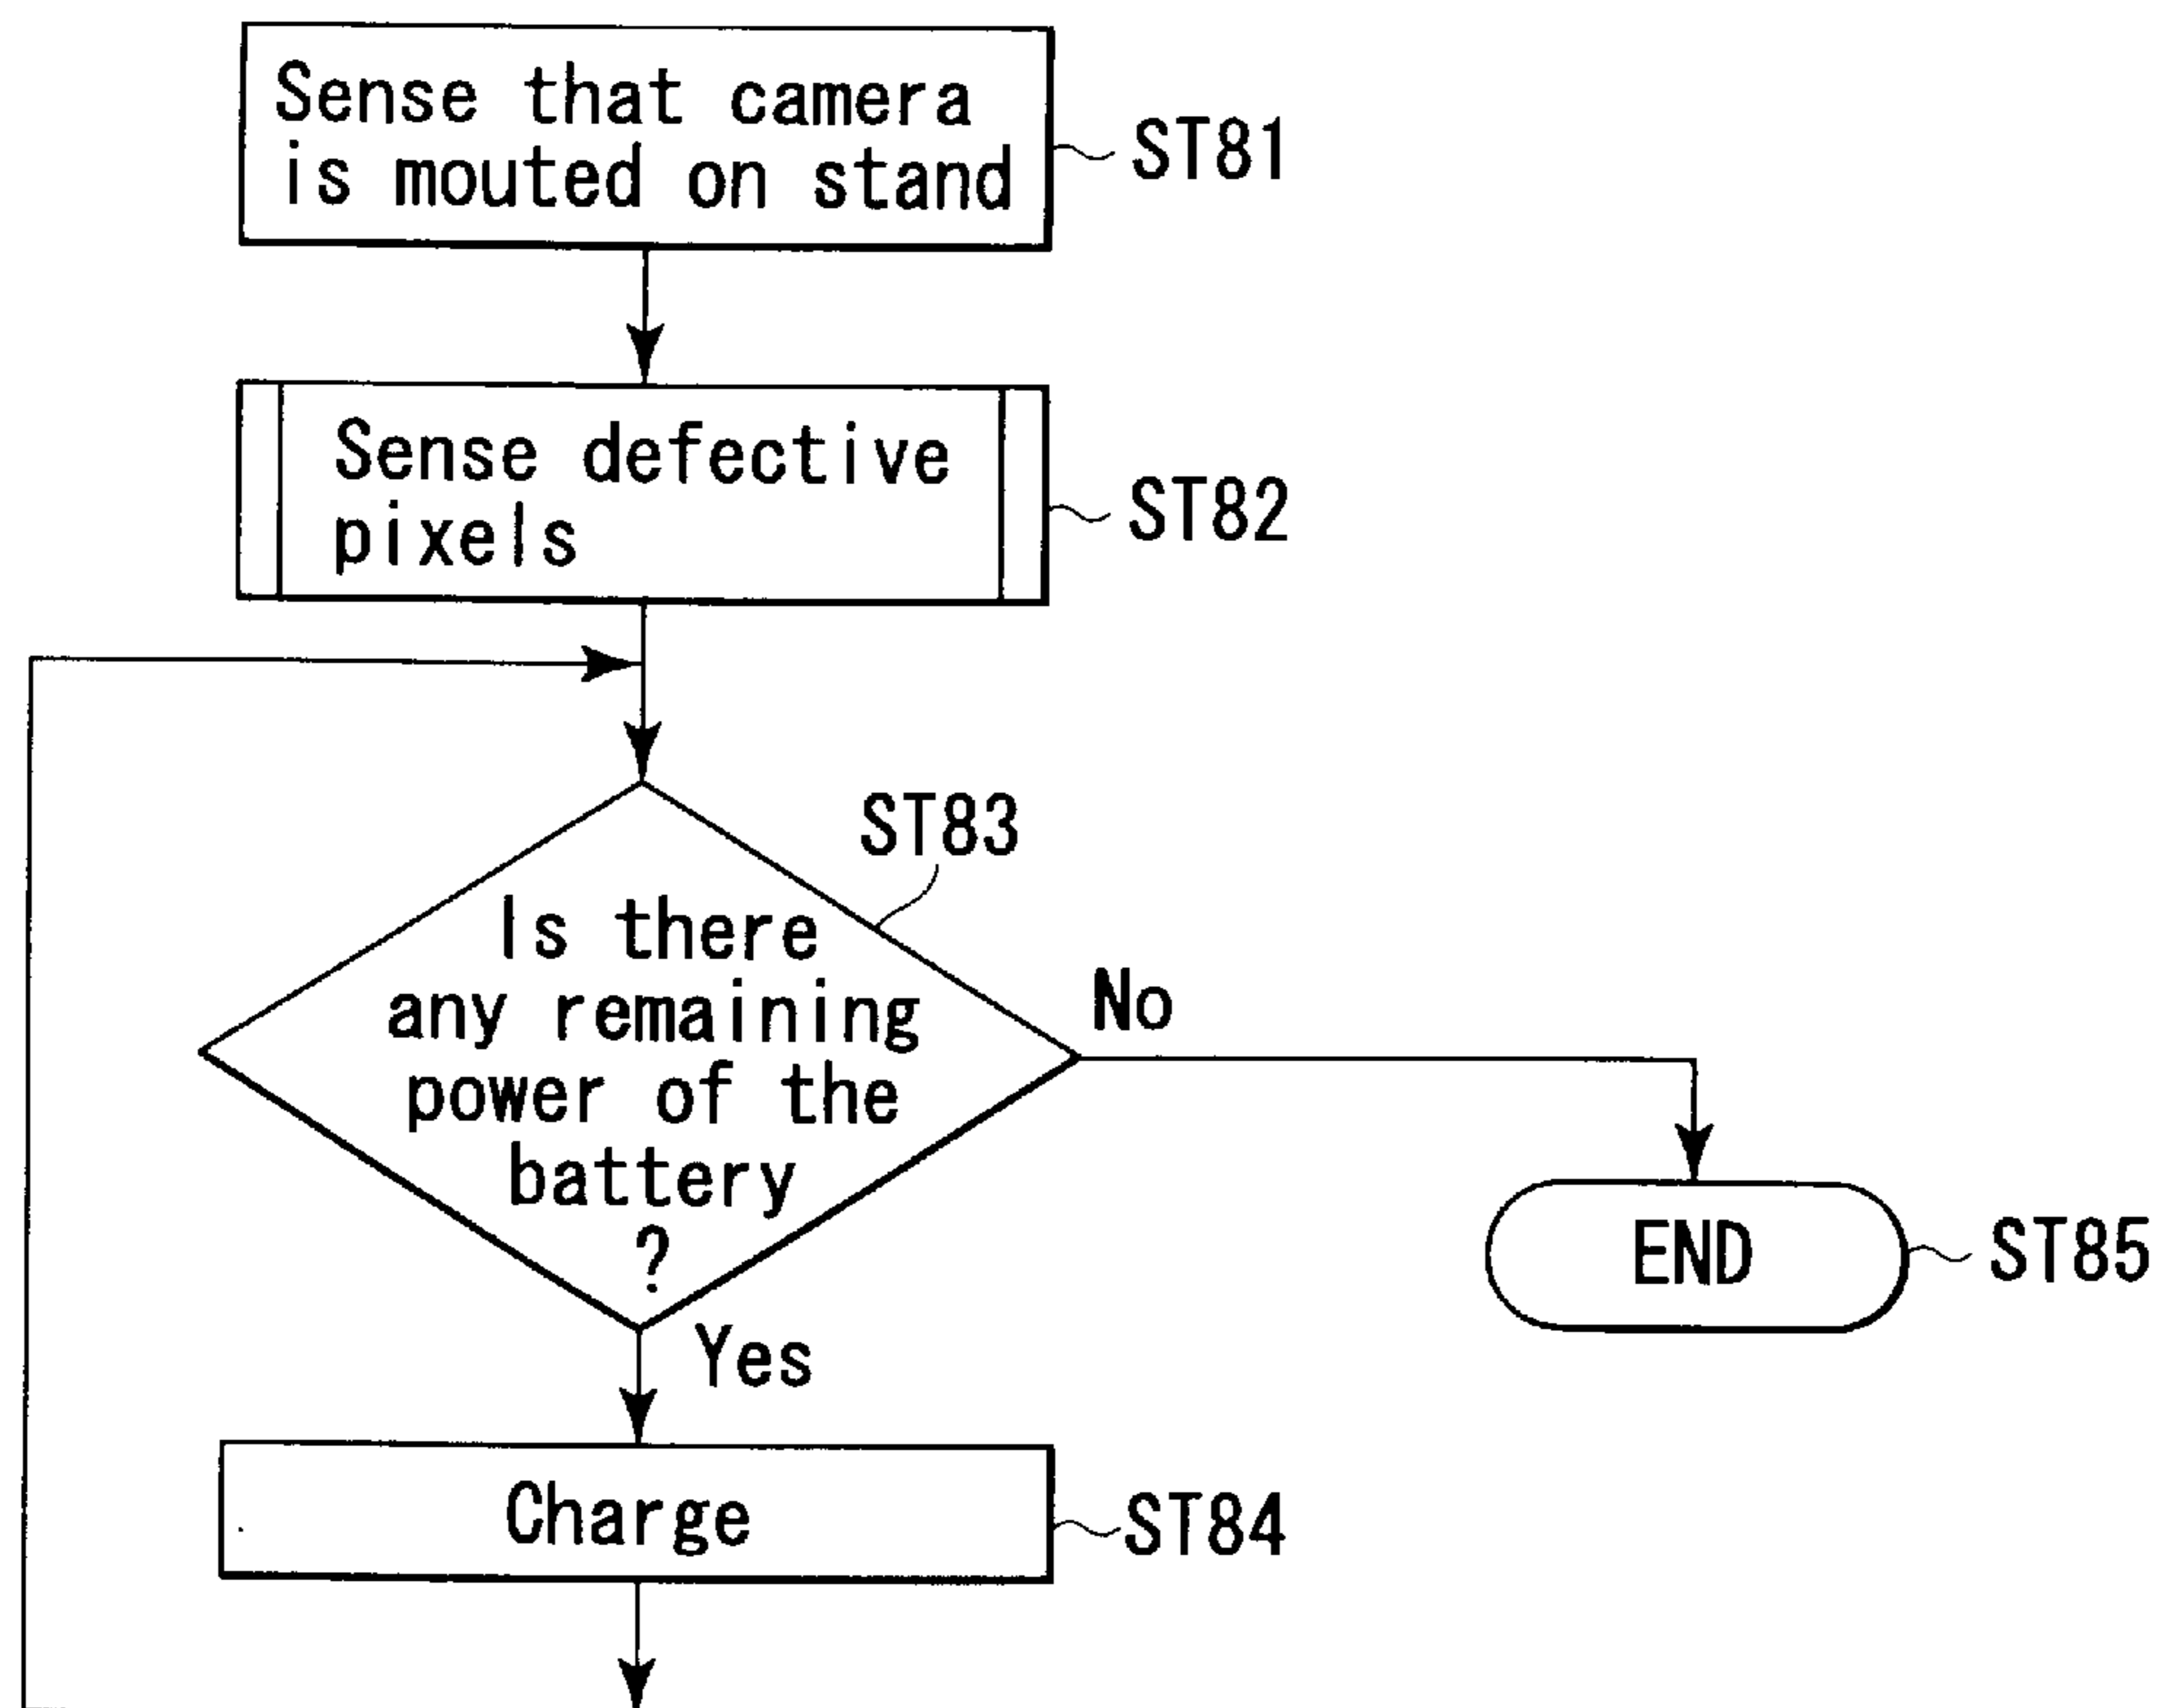 Sense that camera
is mouted on stand
ST81
Sense defective
pixels
ST82
ST83
Is there
any remaining
power of the
battery
?
No
END
ST85
Yes
Charge
ST84